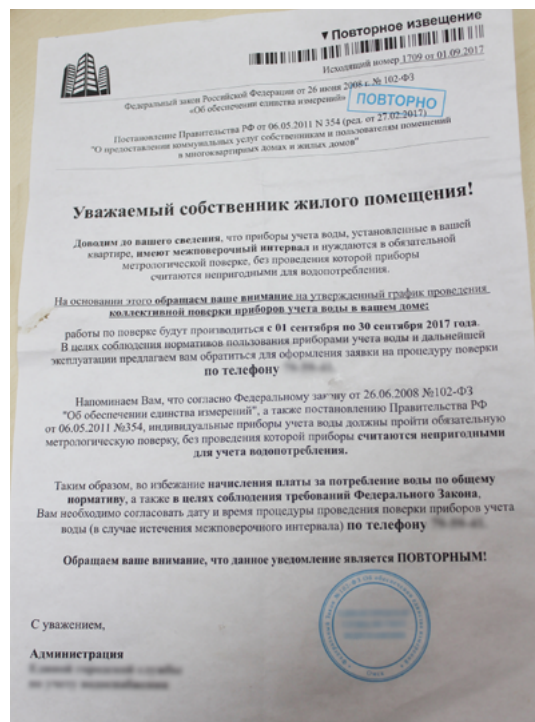 ▼Повторное извещение
Исходящий номер 1709 от 01.09.2017
Федеральный закон Российской Федерации от 26 июня 2008 г. № 102-ФЗ
«Об обеспечении единства измерений»
ПОВТОРНО
Постановление Правительства РФ от 06.05.2011 N 354 (ред. от 27.02.2017)
"О предоставлении коммунальных услуг собственникам и пользователям помещений
в многоквартирных домах и жилых домов"
Уважаемый собственник жилого помещения!
Доводим до вашего сведения, что приборы учета воды, установленные в вашей
квартире, имеют межповерочный интервал и нуждаются в обязательной
метрологической поверке, без проведения которой приборы
считаются непригодными для водопотребления.
На основании этого обращаем ваше внимание на утвержденный график проведения
коллективной поверки приборов учета воды в вашем доме:
работы по поверке будут производиться с 01 сентября по 30 сентября 2017 года.
В целях соблюдения нормативов пользования приборами учета воды и дальнейшей
эксплуатации предлагаем вам обратиться для оформления заявки на процедуру поверки
по телефону
Напоминаем Вам, что согласно Федеральному закону от 26.06.2008 №102-ФЗ
"Об обеспечении единства измерений", а также постановлению Правительства РФ
от 06.05.2011 №354, индивидуальные приборы учета воды должны пройти обязательную
метрологическую поверку, без проведения которой приборы считаются непригодными
для учета водопотребления.
Таким образом, во избежание начисления платы за потребление воды по общему
нормативу, а также в целях соблюдения требований Федерального Закона,
Вам необходимо согласовать дату и время процедуры проведения поверки приборов учета
воды (в случае истечения межповерочного интервала) по телефону
Обращаем ваше внимание, что данное уведомление является ПОВТОРНЫМ!
С уважением,
Администрация